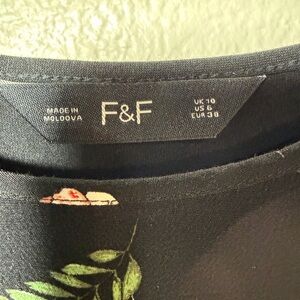 MADE IN
MOLDOVA
F&F
UK 10
US 6
EUR 38